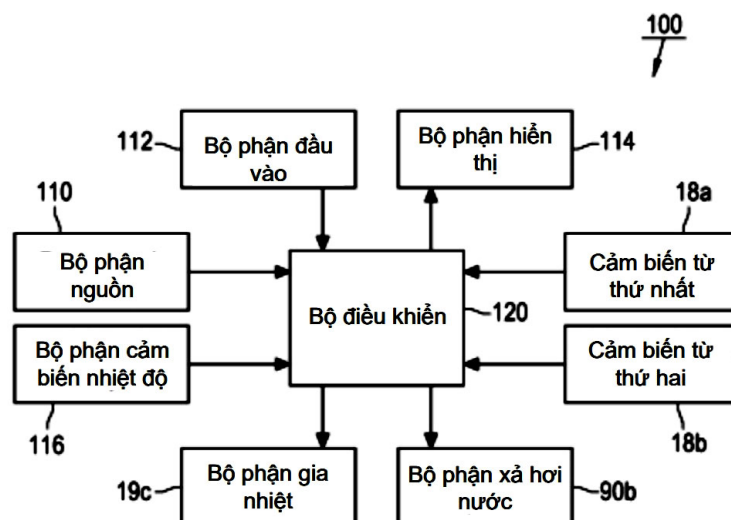 100
112
Bộ phận đầu
vào
Bộ phận hiển
thị
114
110
Bộ phận
nguồn
18a
Cảm biến từ
thứ nhất
Bộ điều khiển
120
Bộ phận cảm
biến nhiệt độ
116
Cảm biến từ
thứ hai
18b
19c
Bộ phận gia
nhiệt
Bộ phận xả hơi
nước
90b